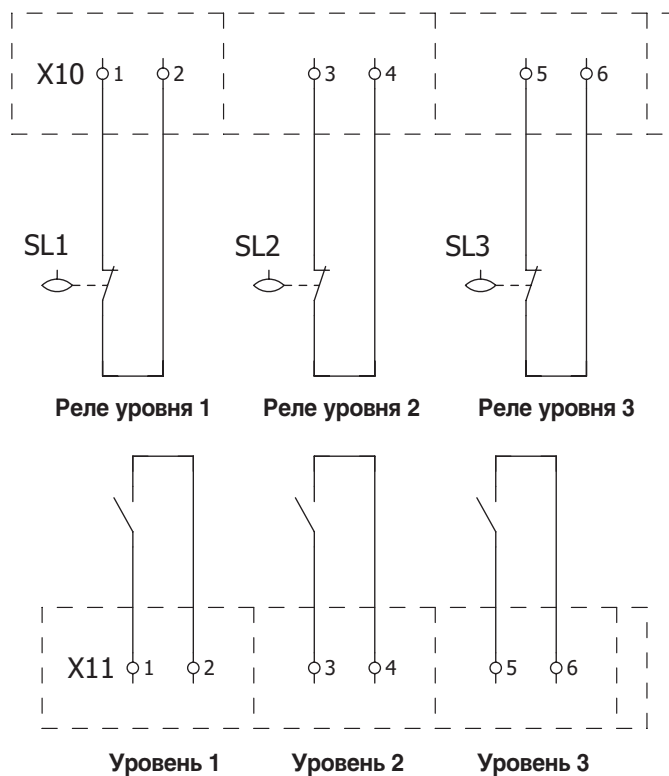 X10 1 2 3 4 5 6
SL1 SL2 SL3
Реле уровня 1 Реле уровня 2 Реле уровня 3
X11 1 2 3 4 5 6
Уровень 1 Уровень 2 Уровень 3